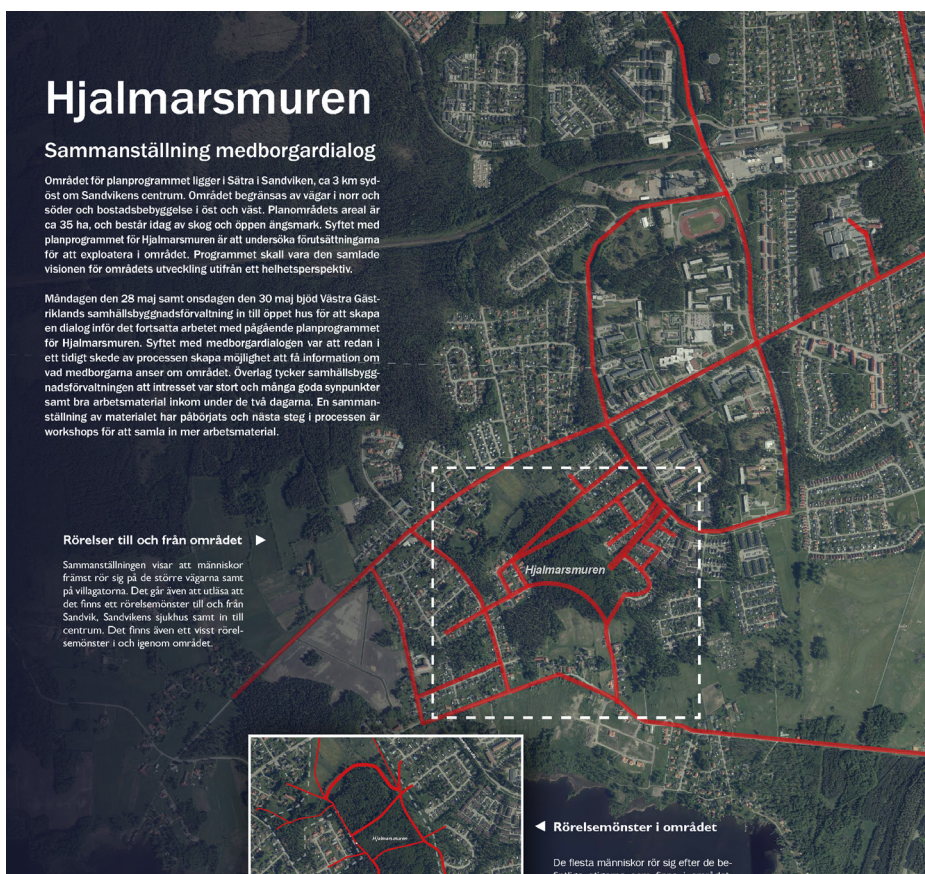 Hjalmarsmuren
Sammanställning medborgardialog
Området för planprogrammet ligger i Sätra i Sandviken, ca 3 km syd-
öst om Sandvikens centrum. Området begränsas av vägar i norr och
söder och bostadsbebyggelse i öst och väst. Planområdets areal är
ca 35 ha, och består idag av skog och öppen ängsmark. Syftet med
planprogrammet för Hjalmarsmuren är att undersöka förutsättningarna
för att exploatera i området. Programmet skall vara den samlade
visionen för områdets utveckling utifrån ett helhetsperspektiv.
Måndagen den 28 maj samt onsdagen den 30 maj bjöd Västra Gäst-
riklands samhällsbyggnadsförvaltning in till öppet hus för att skapa
en dialog inför det fortsatta arbetet med pågående planprogrammet
för Hjalmarsmuren. Syftet med medborgardialogen var att redan i
ett tidigt skede av processen skapa möjlighet att få information om
vad medborgarna anser om området. Överlag tycker samhällsbygg-
nadsförvaltningen att intresset var stort och många goda synpunkter
samt bra arbetsmaterial inkom under de två dagarna. En samman-
ställning av materialet har påbörjats och nästa steg i processen är
workshops för att samla in mer arbetsmaterial.
Rörelser till och från området
Sammanställningen visar att människor
främst rör sig på de större vägarna samt
på villagatorna. Det går även att utläsa att
det finns ett rörelsemönster till och från
Sandvik, Sandvikens sjukhus samt in till
centrum. Det finns även ett visst rörel-
semönster i och igenom området.
Hjalmarsmuren
Hjalmarsmuren
Rörelsemönster i området
De flesta människor rör sig efter de be-